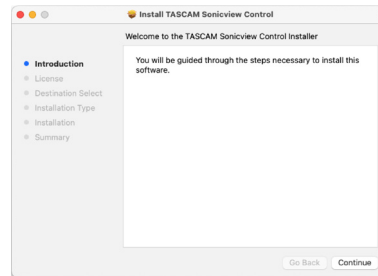 Install TASCAM Sonicview Control
Welcome to the TASCAM Sonicview Control Installer
Introduction
License
Destination Select
Installation Type
Installation
Summary
You will be guided through the steps necessary to install this
software.
Go Back
Continue